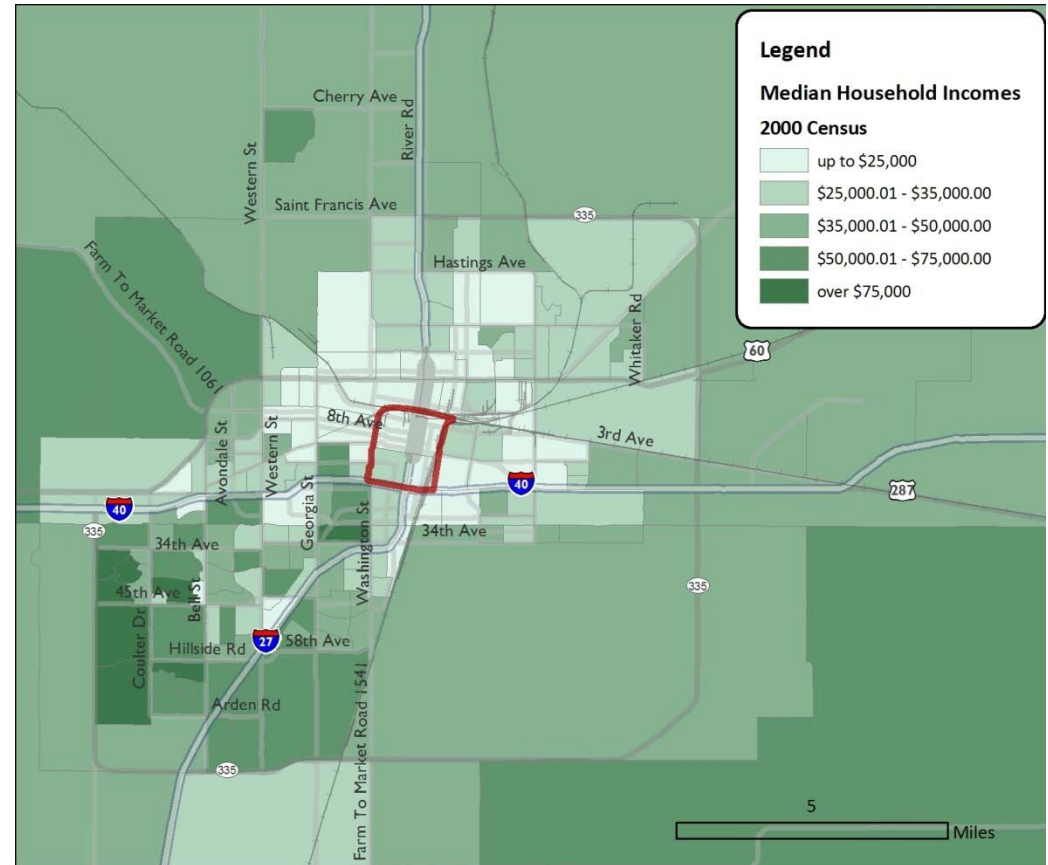 Legend
Median Household Incomes
2000 Census
up to $25,000
$25,000.01 - $35,000.00
$35,000.01 - $50,000.00
$50,000.01 - $75,000.00
over $75,000
Cherry Ave
River Rd
Western St
Saint Francis Ave
335
Hastings Ave
Farm To Market Road 1061
Whitaker Rd
60
8th Ave
3rd Ave
Avondale St
Western St
Georgia St
Washington St
40
40
287
335
34th Ave
34th Ave
45th Ave
Bell St
335
Coulter Dr
27
58th Ave
Hillside Rd
Arden Rd
Farm To Market Road 1541
335
5
Miles